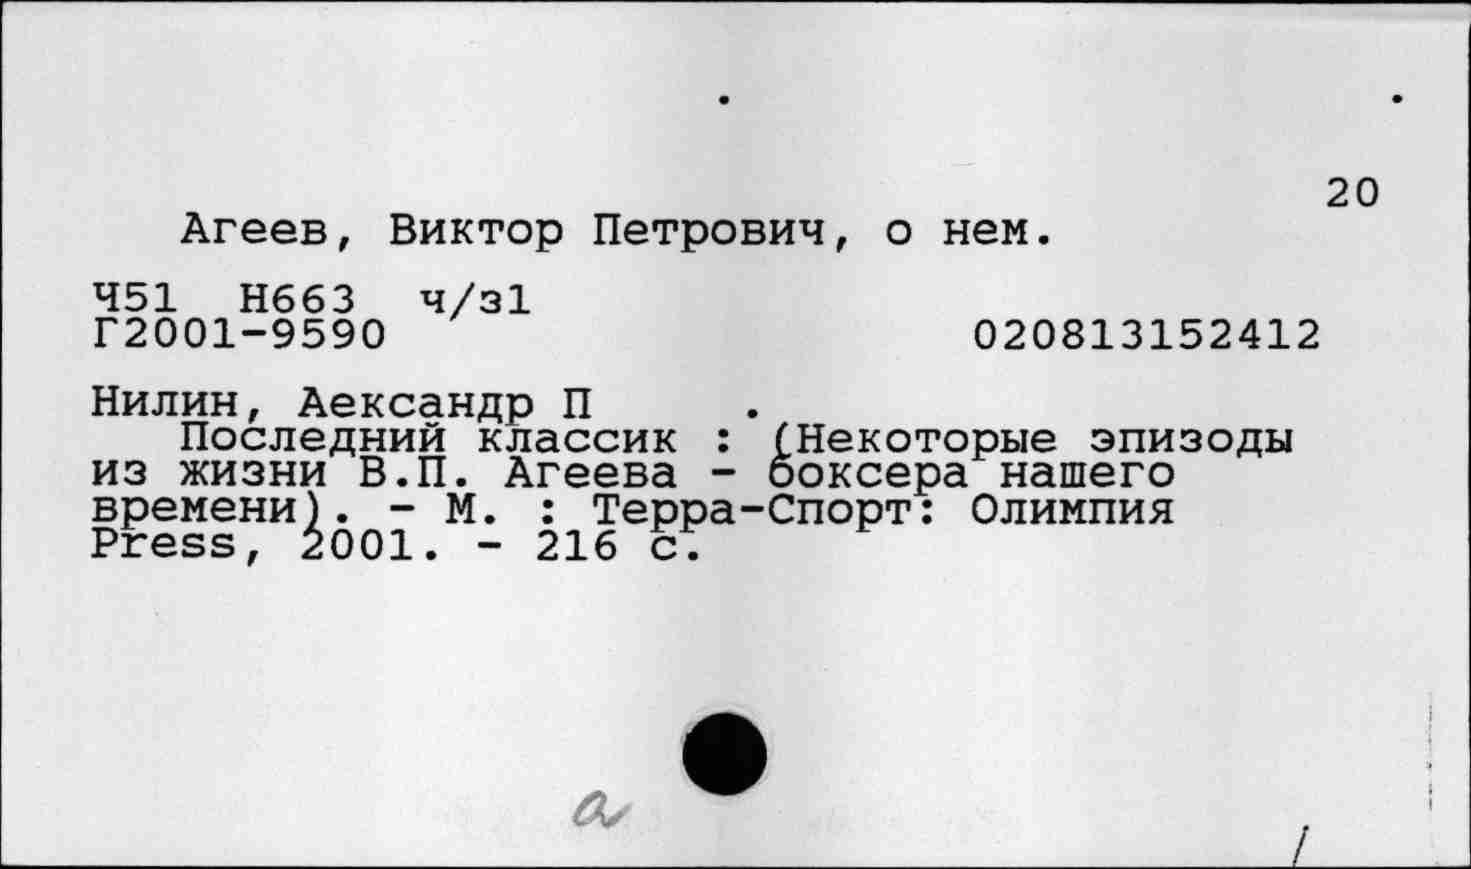 20
Агеев, Виктор Петрович, о нем.
Ч51 Н663 ч/з1
Г2001-9590 020813152412
Нилин, Аександр П .
Последний классик : (Некоторые эпизоды
из жизни В.П. Агеева - боксера нашего
времени). - М. : Терра-Спорт: Олимпия
Press, 2001. - 216 с.
а
/